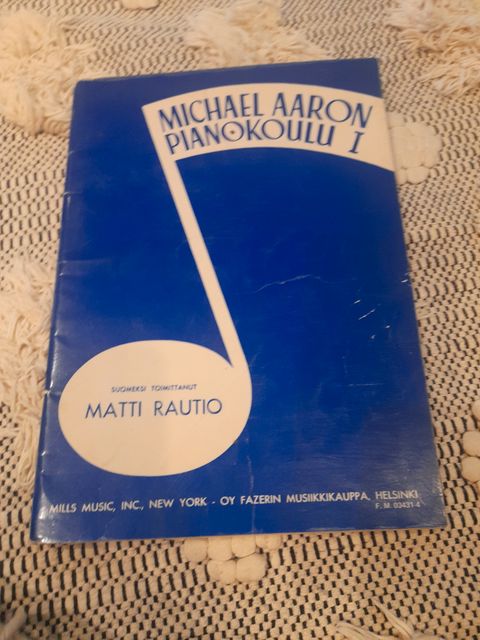 MICHAEL AARON
PIANOKOULU I
SUOMEKSI TOIMITTANUT
MATTI RAUTIO
MILLS MUSIC, INC., NEW YORK - OY FAZERIN MUSIIKKIKAUPPA, HELSINKI
F. M. 03431-4